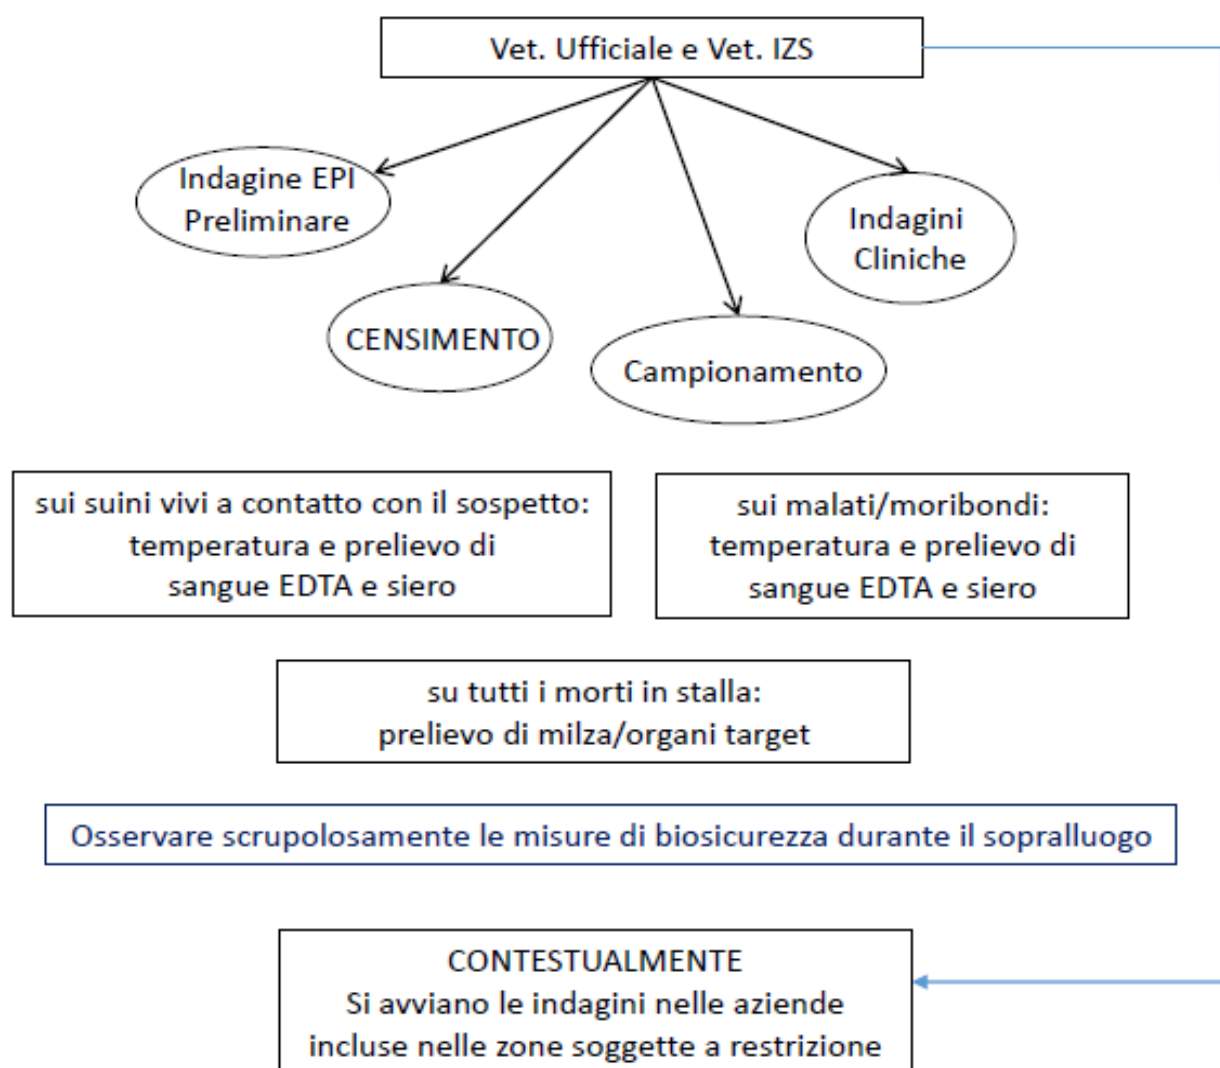 Vet. Ufficiale e Vet. IZS
Indagine EPI
Preliminare
Indagini
Cliniche
CENSIMENTO
Campionamento
sui suini vivi a contatto con il sospetto:
temperatura e prelievo di
sangue EDTA e siero
sui malati/moribondi:
temperatura e prelievo di
sangue EDTA e siero
su tutti i morti in stalla:
prelievo di milza/organi target
Osservare scrupolosamente le misure di biosicurezza durante il sopralluogo
CONTESTUALMENTE
Si avviano le indagini nelle aziende
incluse nelle zone soggette a restrizione